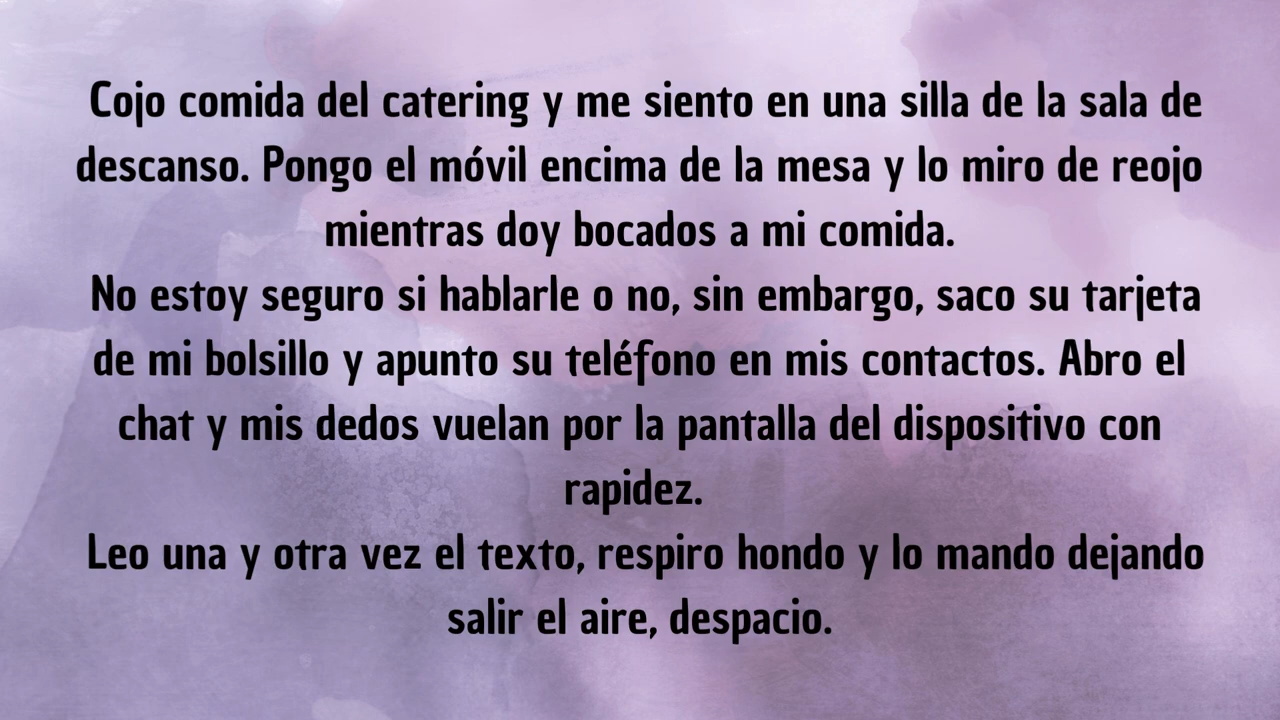 Cojo comida del catering y me siento en una silla de la sala de
descanso. Pongo el móvil encima de la mesa y lo miro de reojo
mientras doy bocados a mi comida.
No estoy seguro si hablarle o no, sin embargo, saco su tarjeta
de mi bolsillo y apunto su teléfono en mis contactos. Abro el
chat y mis dedos vuelan por la pantalla del dispositivo con
rapidez.
Leo una y otra vez el texto, respiro hondo y lo mando dejando
salir el aire, despacio.